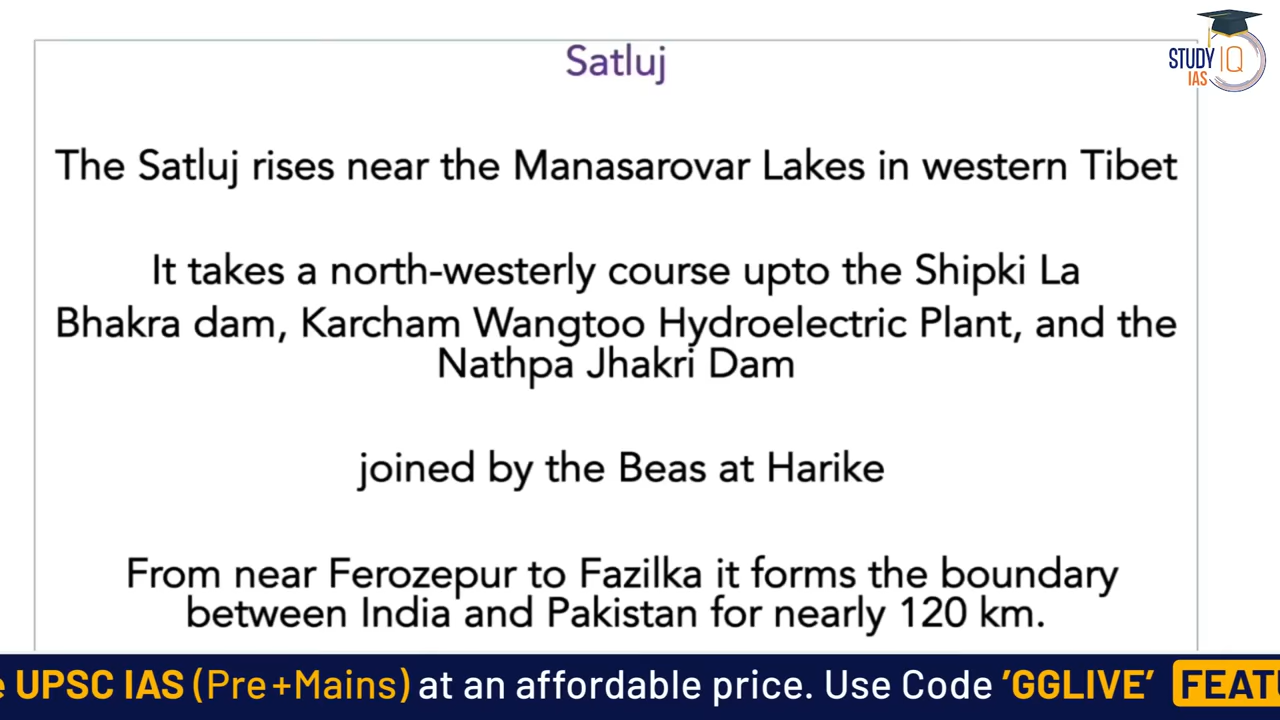 Satluj
STUDY IQ
IAS
The Satluj rises near the Manasarovar Lakes in western Tibet
It takes a north-westerly course upto the Shipki La
Bhakra dam, Karcham Wangtoo Hydroelectric Plant, and the
Nathpa Jhakri Dam
joined by the Beas at Harike
From near Ferozepur to Fazilka it forms the boundary
between India and Pakistan for nearly 120 km.
UPSC IAS (Pre+Mains) at an affordable price. Use Code ’GGLIVE’